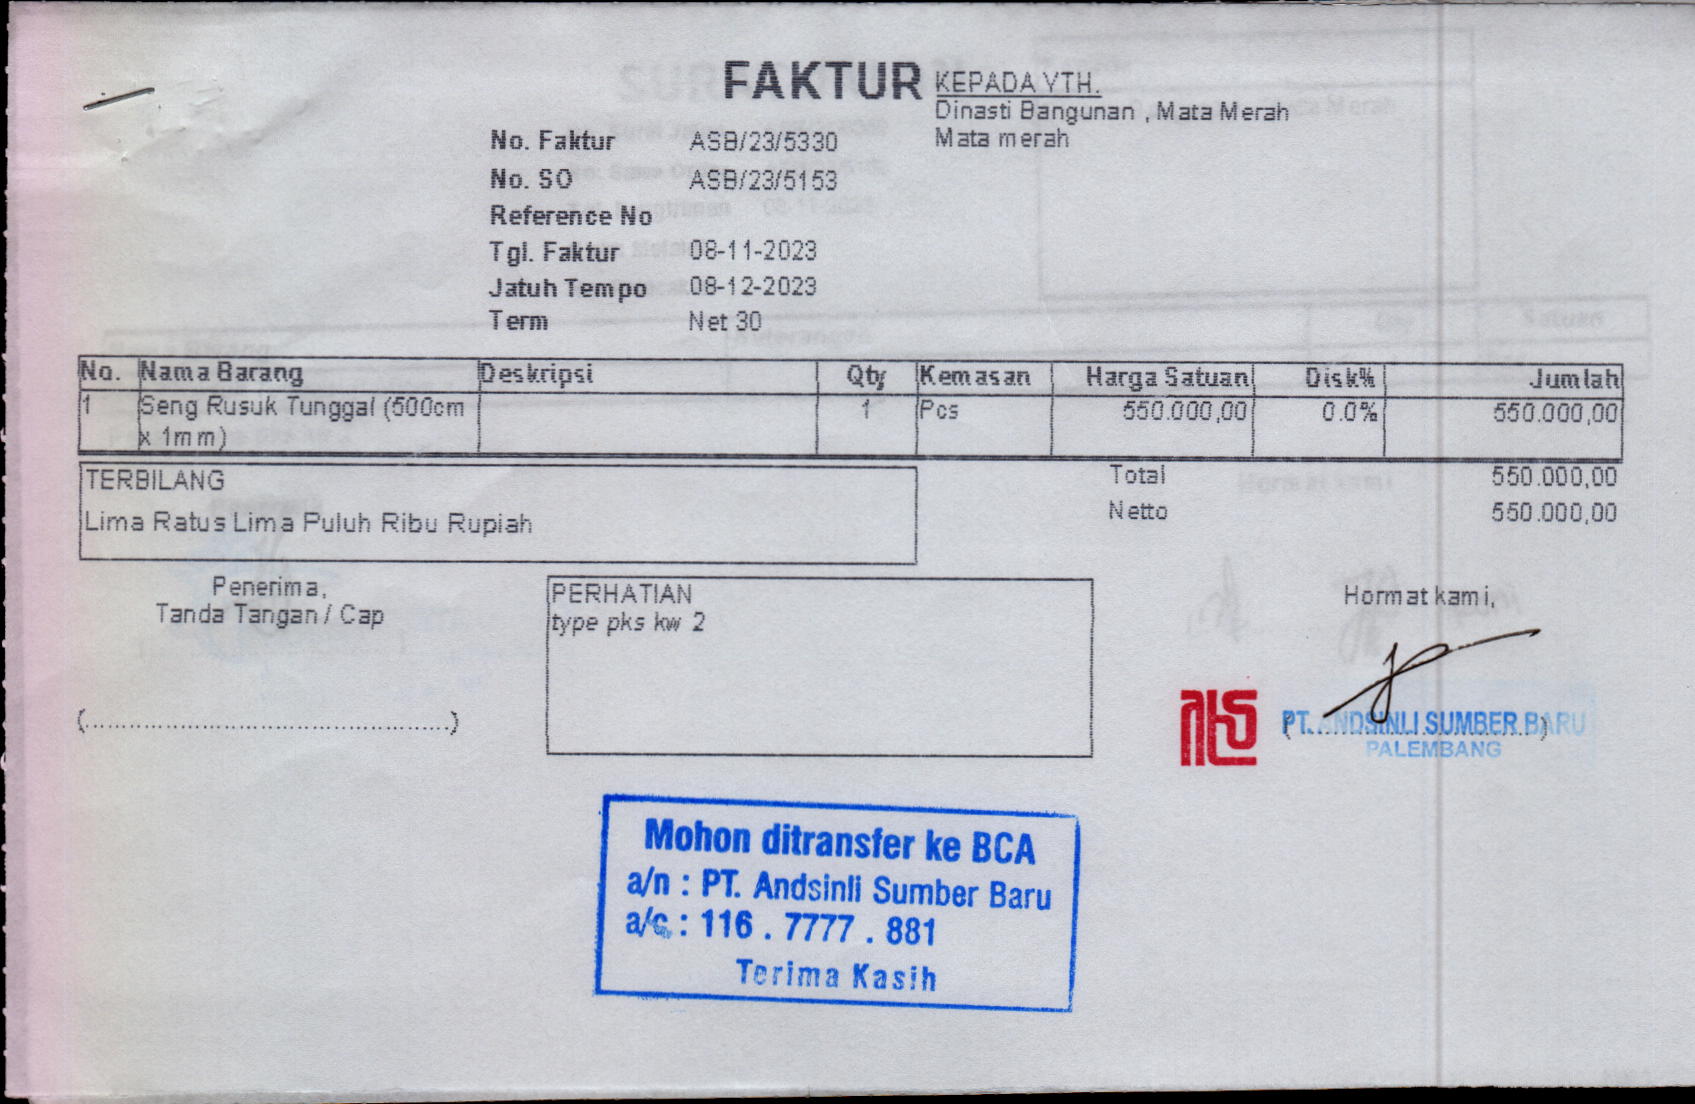 FAKTUR
KEPADA YTH.
Dinasti Bangunan , Mata Merah
Mata merah
No. Faktur ASB/23/5330
No. SO ASB/23/5153
Reference No
Tgl. Faktur 08-11-2023
Jatuh Tempo 08-12-2023
Term Net 30
No. Nama Barang Deskripsi Qty Kemasan Harga Satuan Disk% Jumlah
1 Seng Rusuk Tunggal (500cm 1 Pcs 550.000,00 0.0% 550.000,00
x 1mm)
TERBILANG
Lima Ratus Lima Puluh Ribu Rupiah
Total 550.000,00
Netto 550.000,00
Penerima,
Tanda Tangan / Cap
(................................................)
PERHATIAN
type pks kw 2
Hormat kami,
PT. ANDSINLI SUMBER BARU
PALEMBANG
Mohon ditransfer ke BCA
a/n : PT. Andsinli Sumber Baru
a/c : 116 . 7777 . 881
Terima Kasih